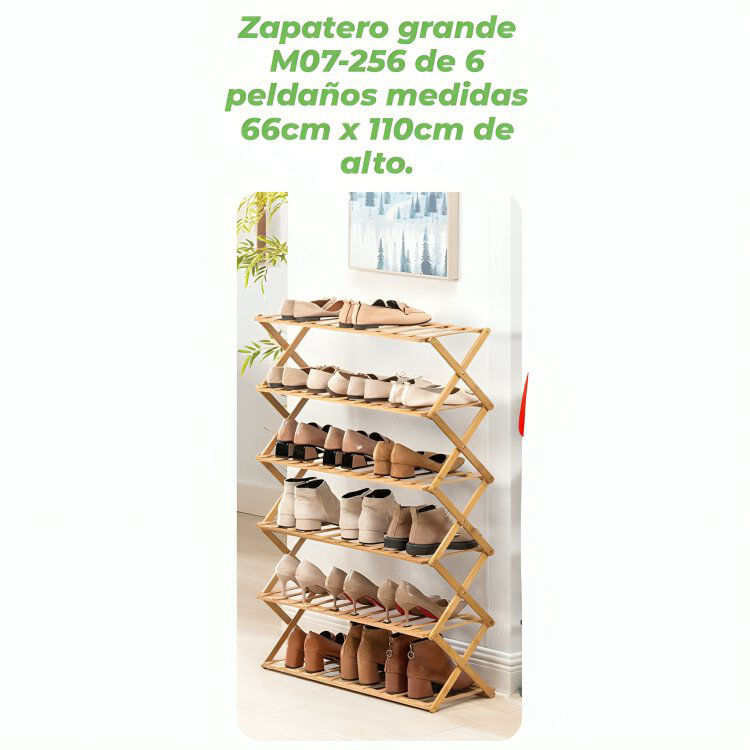 Zapatero grande
M07-256 de 6
peldaños medidas
66cm x 110cm de
alto.